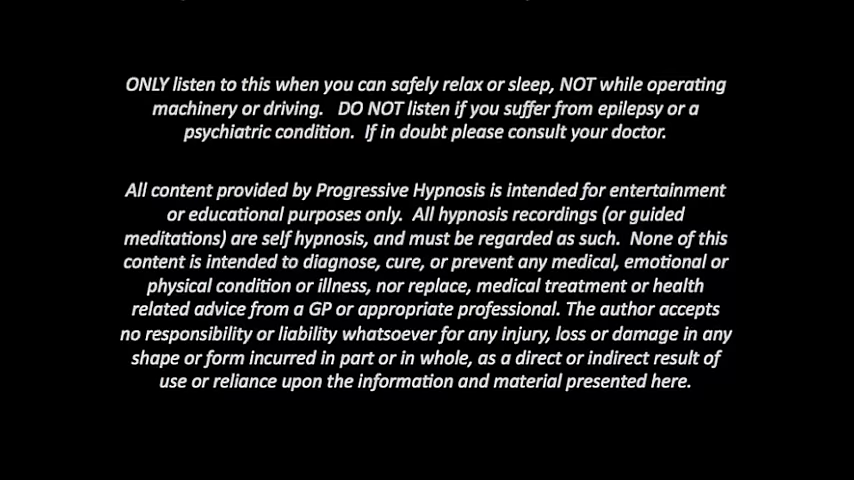 ONLY listen to this when you can safely relax or sleep, NOT while operating
machinery or driving.   DO NOT listen if you suffer from epilepsy or a
psychiatric condition.  If in doubt please consult your doctor.
All content provided by Progressive Hypnosis is intended for entertainment
or educational purposes only.  All hypnosis recordings (or guided
meditations) are self hypnosis, and must be regarded as such.  None of this
content is intended to diagnose, cure, or prevent any medical, emotional or
physical condition or illness, nor replace, medical treatment or health
related advice from a GP or appropriate professional. The author accepts
no responsibility or liability whatsoever for any injury, loss or damage in any
shape or form incurred in part or in whole, as a direct or indirect result of
use or reliance upon the information and material presented here.